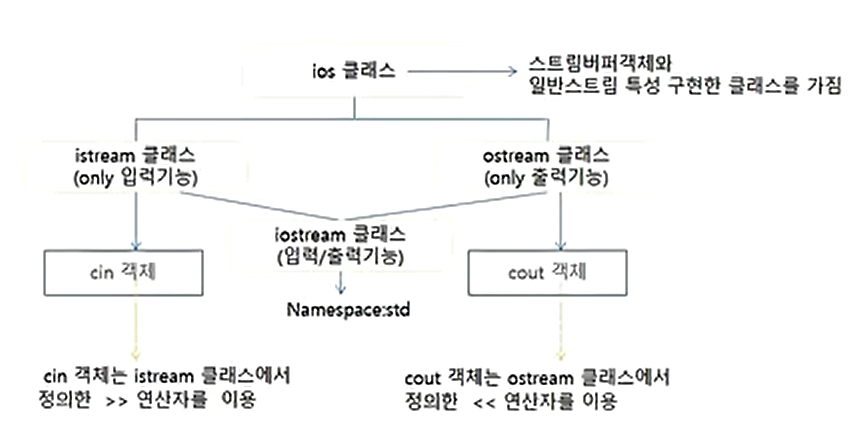 ios 클래스
스트림버퍼객체와
일반스트림 특성 구현한 클래스를 가짐
istream 클래스
(only 입력기능)
ostream 클래스
(only 출력기능)
iostream 클래스
(입력/출력기능)
cin 객체
cout 객체
Namespace:std
cin 객체는 istream 클래스에서
정의한 >> 연산자를 이용
cout 객체는 ostream 클래스에서
정의한 << 연산자를 이용